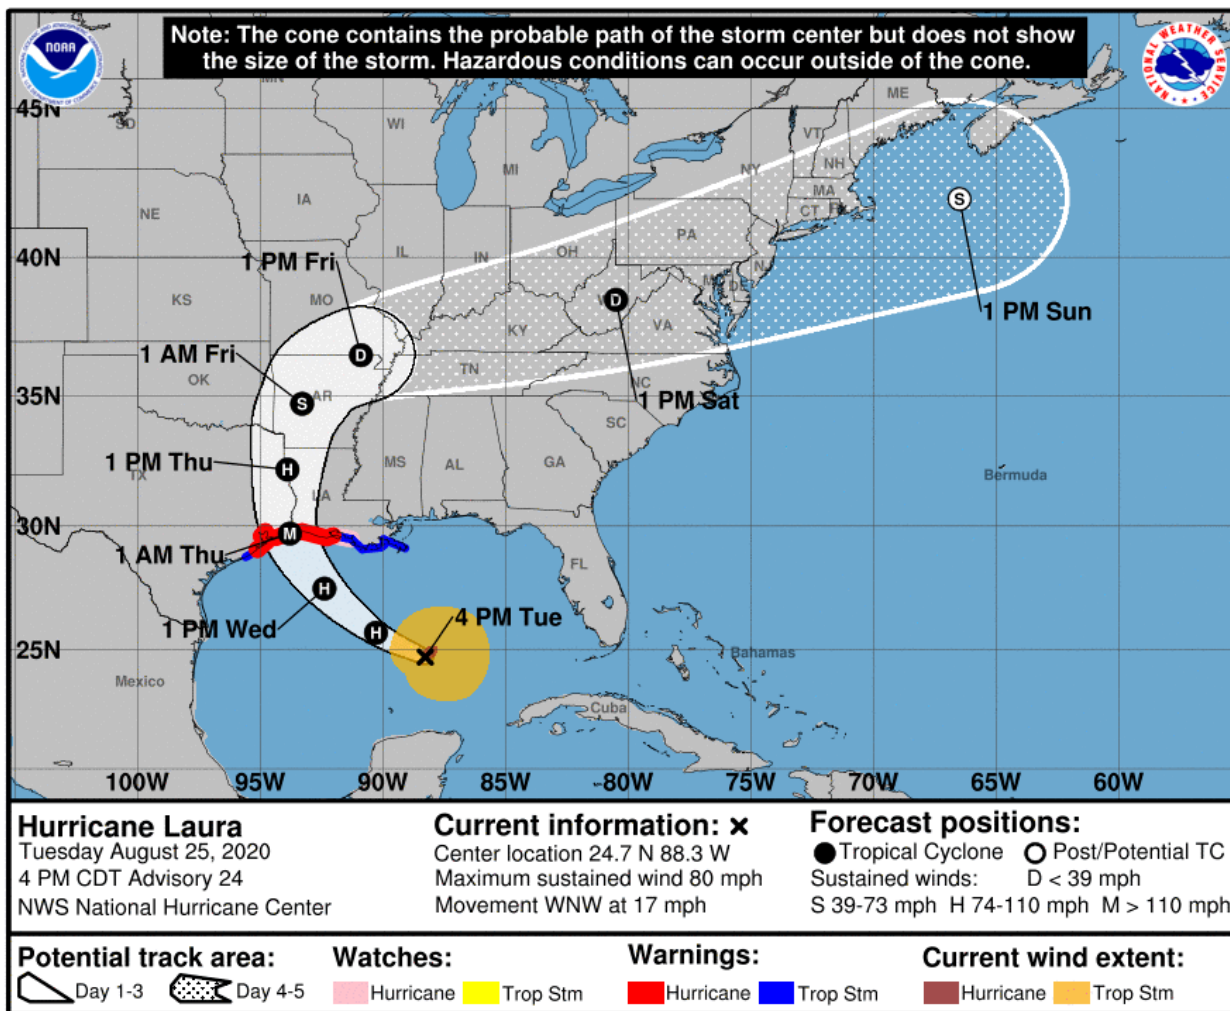 Note: The cone contains the probable path of the storm center but does not show
the size of the storm. Hazardous conditions can occur outside of the cone.
NOAA
NATIONAL WEATHER SERVICE
45N
40N
35N
30N
25N
SD
WI
MI
ME
VT
NH
NY
MA
CT
NE
IA
IL
IN
OH
PA
DE
KS
MO
KY
VA
OK
AR
TN
NC
SC
TX
LA
MS
AL
GA
FL
Bermuda
Bahamas
Cuba
Mexico
1 PM Fri
D
1 AM Fri
S
1 PM Thu
H
1 AM Thu
M
1 PM Wed
H
H
4 PM Tue
D
1 PM Sat
S
1 PM Sun
100W 95W 90W 85W 80W 75W 70W 65W 60W
Hurricane Laura
Tuesday August 25, 2020
4 PM CDT Advisory 24
NWS National Hurricane Center
Current information: ×
Center location 24.7 N 88.3 W
Maximum sustained wind 80 mph
Movement WNW at 17 mph
Forecast positions:
Tropical Cyclone Post/Potential TC
Sustained winds: D < 39 mph
S 39-73 mph H 74-110 mph M > 110 mph
Potential track area:
Day 1-3 Day 4-5
Watches:
Hurricane Trop Stm
Warnings:
Hurricane Trop Stm
Current wind extent:
Hurricane Trop Stm